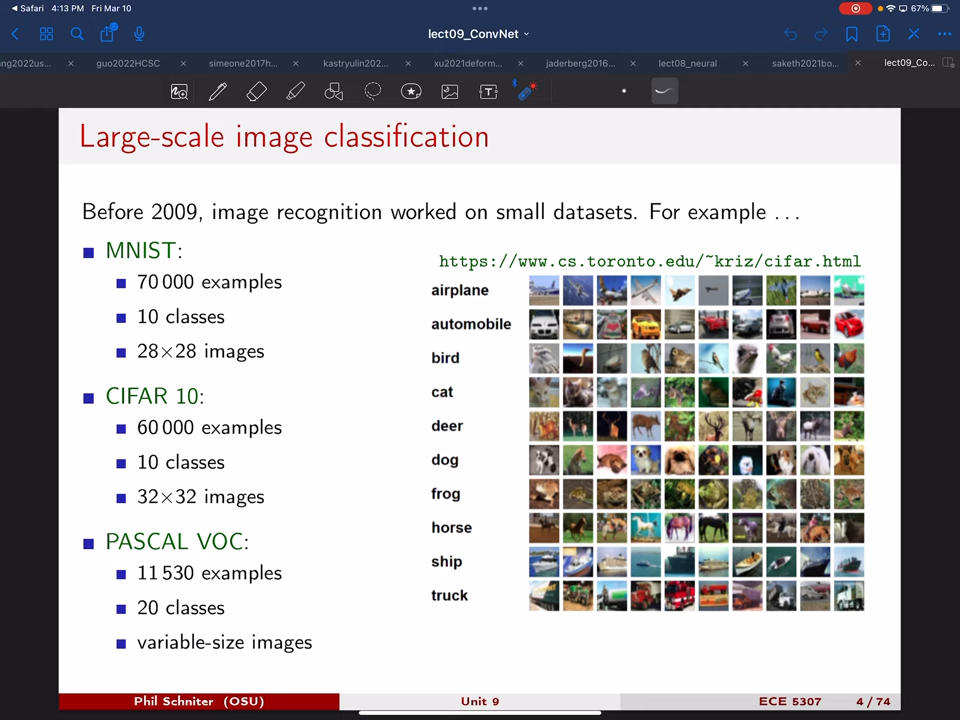 Safari 4:13 PM Fri Mar 10 67%
lect09_ConvNet
ang2022us... guo2022HCSC simeone2017h... kastryulin202... xu2021deform... jaderberg2016... lect08_neural saketh2021bo... lect09_Co...
Large-scale image classification
Before 2009, image recognition worked on small datasets. For example ...
MNIST:
70 000 examples
10 classes
28×28 images
CIFAR 10:
60 000 examples
10 classes
32×32 images
PASCAL VOC:
11 530 examples
20 classes
variable-size images
https://www.cs.toronto.edu/~kriz/cifar.html
airplane
automobile
bird
cat
deer
dog
frog
horse
ship
truck
Phil Schniter (OSU) Unit 9 ECE 5307 4 / 74